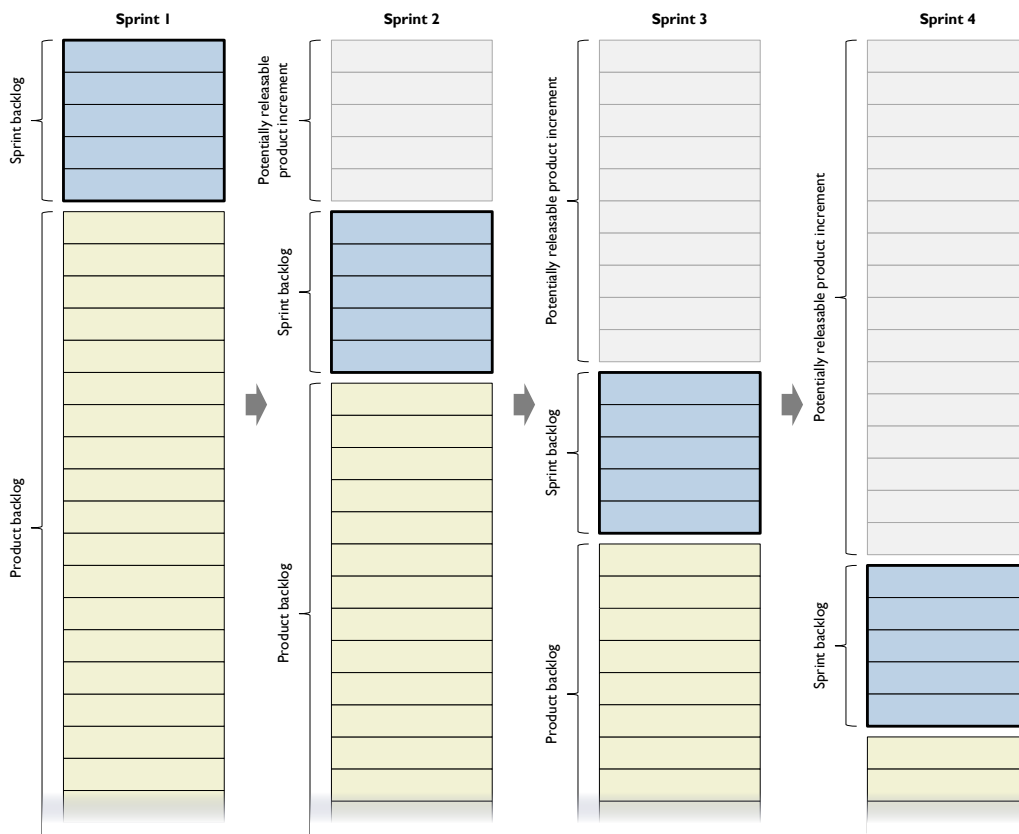 Sprint 1
Sprint 2
Sprint 3
Sprint 4
Sprint backlog
Product backlog
Potentially releasable
product increment
Sprint backlog
Product backlog
Potentially releasable product increment
Sprint backlog
Product backlog
Potentially releasable product increment
Sprint backlog